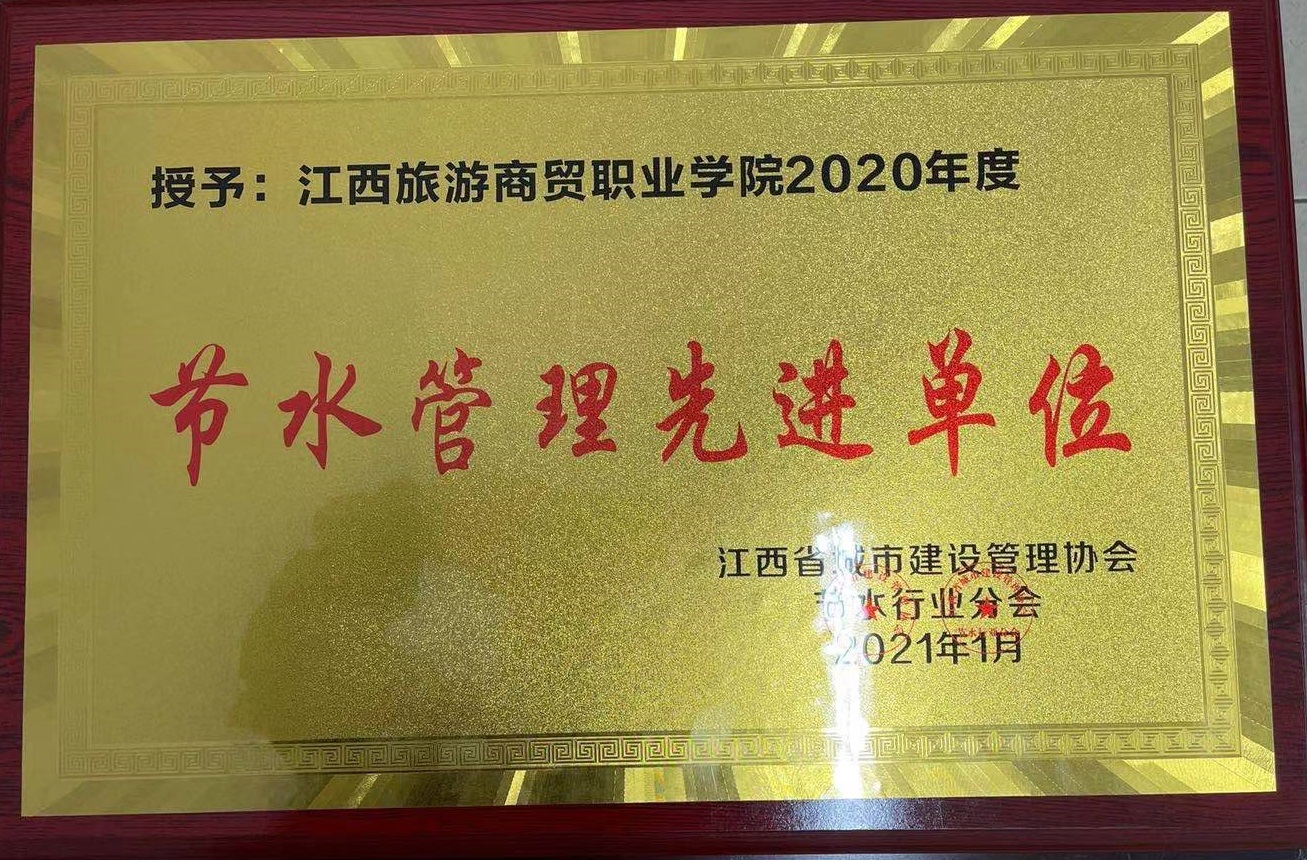 授予：江西旅游商贸职业学院2020年度
节水管理先进单位
江西省城市建设管理协会
节水行业分会
2021年1月